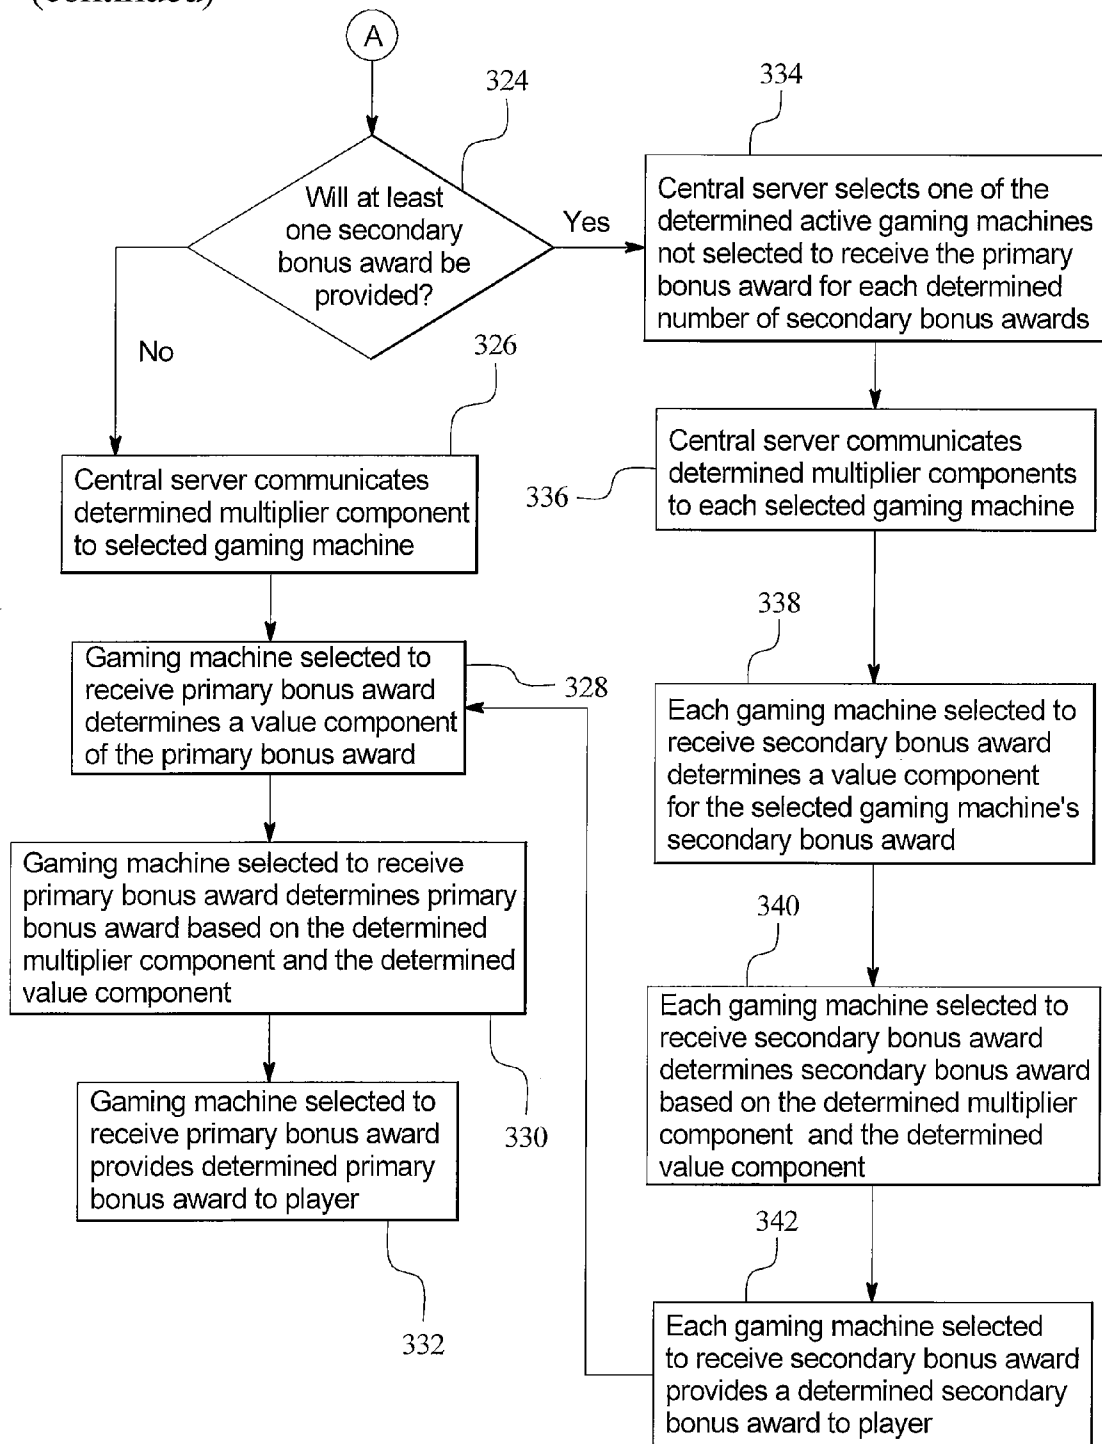 (continued)
A
324
Will at least
one secondary
bonus award be
provided?
Yes
No
334
Central server selects one of the
determined active gaming machines
not selected to receive the primary
bonus award for each determined
number of secondary bonus awards
326
Central server communicates
determined multiplier component
to selected gaming machine
336
Central server communicates
determined multiplier components
to each selected gaming machine
328
Gaming machine selected to
receive primary bonus award
determines a value component
of the primary bonus award
338
Each gaming machine selected to
receive secondary bonus award
determines a value component
for the selected gaming machine's
secondary bonus award
Gaming machine selected to receive
primary bonus award determines primary
bonus award based on the determined
multiplier component and the determined
value component
330
340
Each gaming machine selected to
receive secondary bonus award
determines secondary bonus award
based on the determined multiplier
component and the determined
value component
Gaming machine selected to
receive primary bonus award
provides determined primary
bonus award to player
332
342
Each gaming machine selected
to receive secondary bonus award
provides a determined secondary
bonus award to player